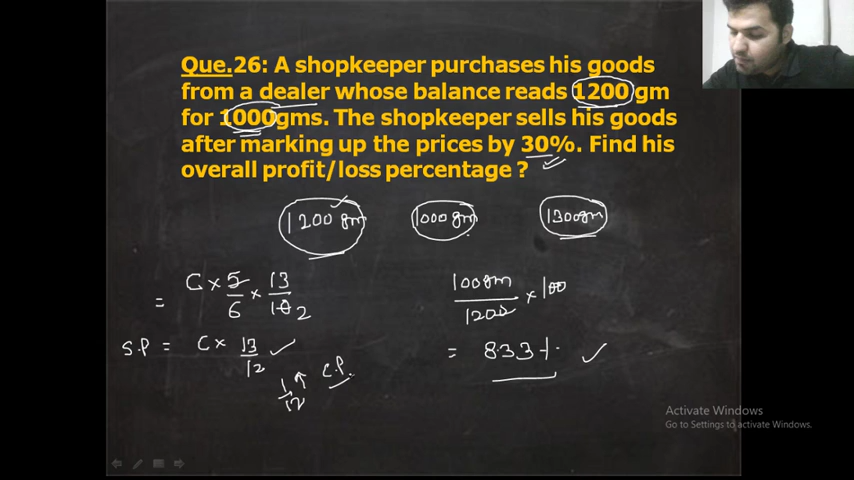 Que.26: A shopkeeper purchases his goods
from a dealer whose balance reads 1200 gm
for 1000gms. The shopkeeper sells his goods
after marking up the prices by 30%. Find his
overall profit/loss percentage ?
1200 gm 1000 gm 1300gm
= C × 5/6 × 13/10 2
100gm/1200 × 100
S.P = C × 13/12 ✓
= 8.33% ✓
1/12 ↑ C.P.
Activate Windows
Go to Settings to activate Windows.